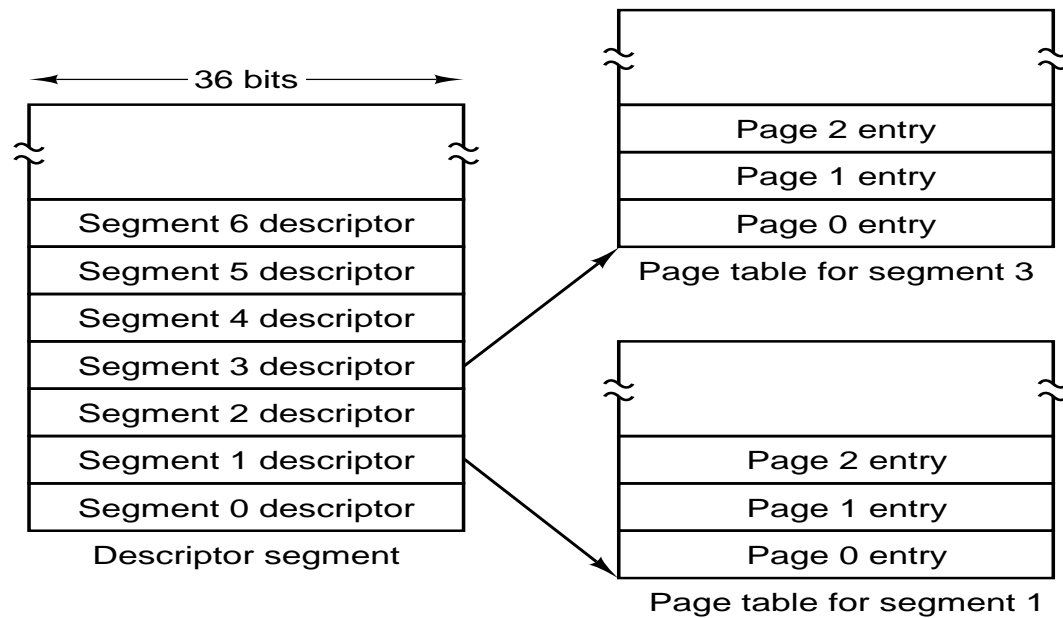 36 bits
Segment 6 descriptor
Segment 5 descriptor
Segment 4 descriptor
Segment 3 descriptor
Segment 2 descriptor
Segment 1 descriptor
Segment 0 descriptor
Descriptor segment
Page 2 entry
Page 1 entry
Page 0 entry
Page table for segment 3
Page 2 entry
Page 1 entry
Page 0 entry
Page table for segment 1